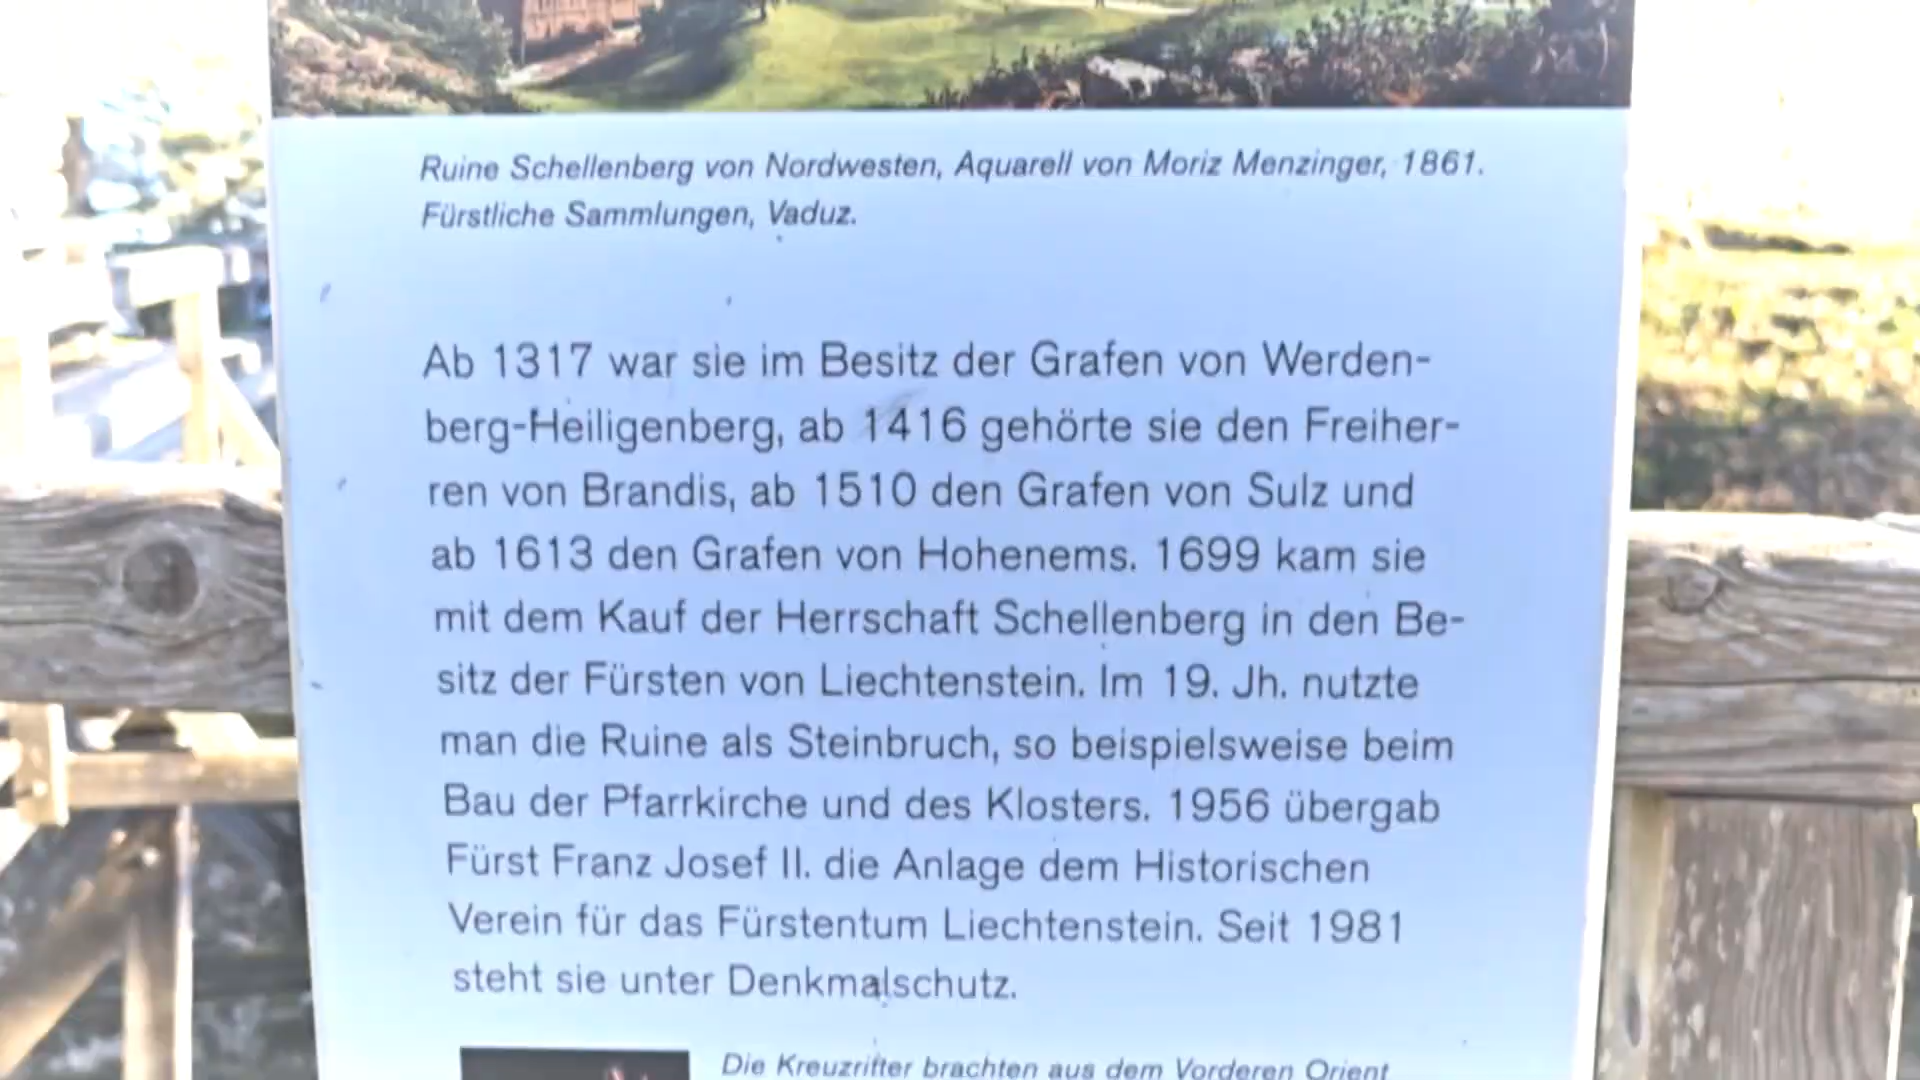 Ruine Schellenberg von Nordwesten, Aquarell von Moriz Menzinger, 1861.
Fürstliche Sammlungen, Vaduz.
Ab 1317 war sie im Besitz der Grafen von Werden-
berg-Heiligenberg, ab 1416 gehörte sie den Freiher-
ren von Brandis, ab 1510 den Grafen von Sulz und
ab 1613 den Grafen von Hohenems. 1699 kam sie
mit dem Kauf der Herrschaft Schellenberg in den Be-
sitz der Fürsten von Liechtenstein. Im 19. Jh. nutzte
man die Ruine als Steinbruch, so beispielsweise beim
Bau der Pfarrkirche und des Klosters. 1956 übergab
Fürst Franz Josef II. die Anlage dem Historischen
Verein für das Fürstentum Liechtenstein. Seit 1981
steht sie unter Denkmalschutz.
Die Kreuzritter brachten aus dem Vorderen Orient